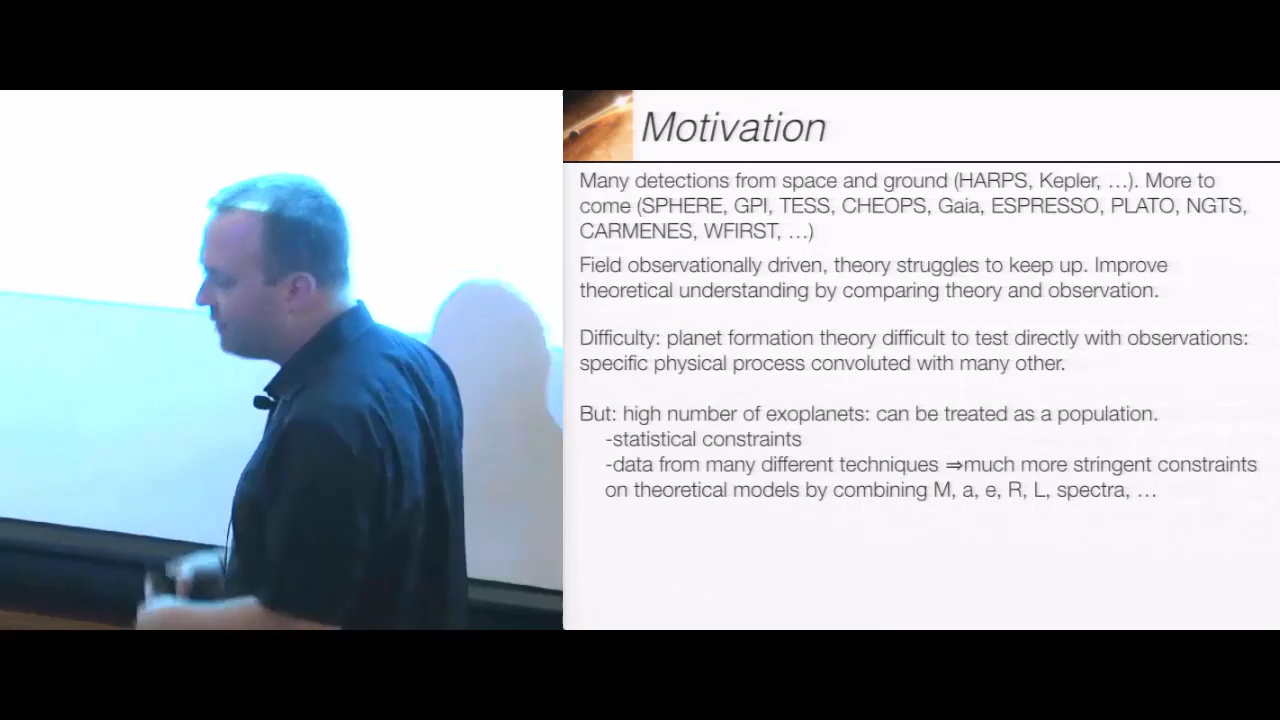 Motivation
Many detections from space and ground (HARPS, Kepler, …). More to
come (SPHERE, GPI, TESS, CHEOPS, Gaia, ESPRESSO, PLATO, NGTS,
CARMENES, WFIRST, …)
Field observationally driven, theory struggles to keep up. Improve
theoretical understanding by comparing theory and observation.
Difficulty: planet formation theory difficult to test directly with observations:
specific physical process convoluted with many other.
But: high number of exoplanets: can be treated as a population.
-statistical constraints
-data from many different techniques ⇒much more stringent constraints
on theoretical models by combining M, a, e, R, L, spectra, …